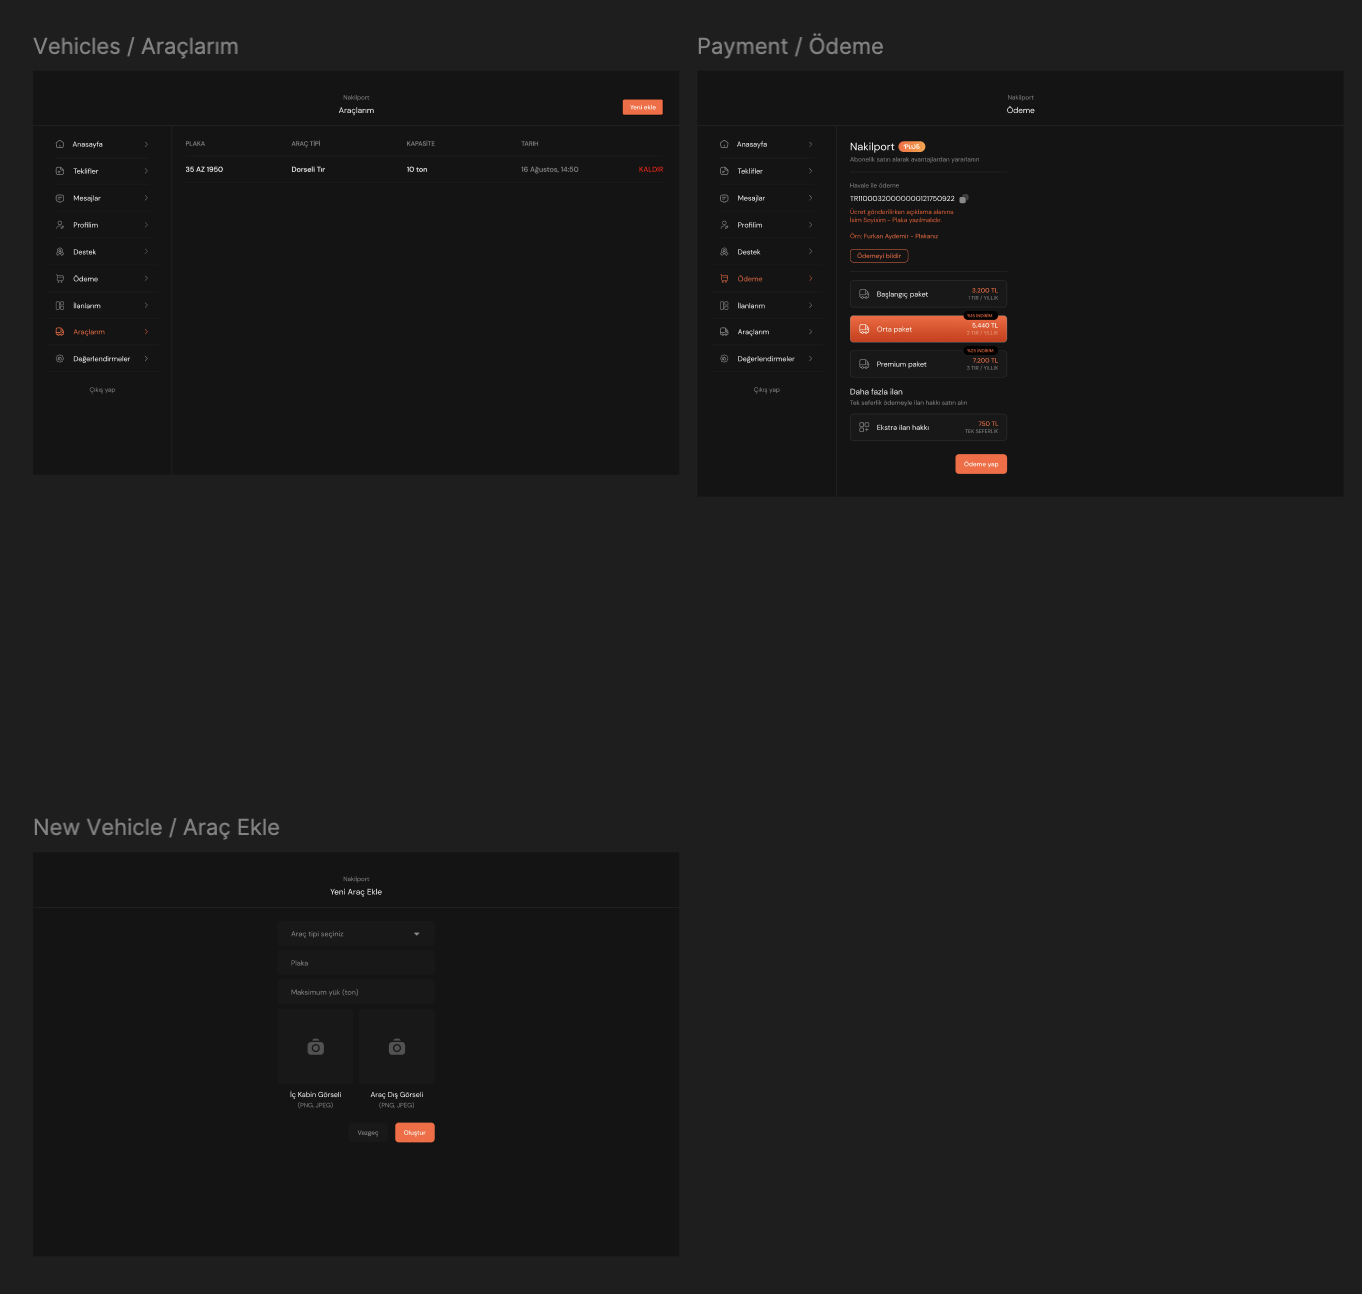 Vehicles / Araçlarım
Nakilport
Araçlarım
Yeni ekle
Anasayfa
Teklifler
Mesajlar
Profilim
Destek
Ödeme
İlanlarım
Araçlarım
Değerlendirmeler
Çıkış yap
PLAKA ARAÇ TİPİ KAPASİTE TARİH
35 AZ 1950 Dorseli Tır 10 ton 16 Ağustos, 14:50 KALDIR
Payment / Ödeme
Nakilport
Ödeme
Anasayfa
Teklifler
Mesajlar
Profilim
Destek
Ödeme
İlanlarım
Araçlarım
Değerlendirmeler
Çıkış yap
Nakilport PLUS
Abonelik satın alarak avantajlardan yararlanın
Havale ile ödeme
TR110003200000000121750922
Ücret gönderilirken açıklama alanına
İsim Soyisim - Plaka yazılmalıdır.
Örn: Furkan Aydemir - Plakanız
Ödemeyi bildir
Başlangıç paket
3.200 TL
1 TIR / YILLIK
%15 İNDİRİM
Orta paket
5.440 TL
2 TIR / YILLIK
%25 İNDİRİM
Premium paket
7.200 TL
3 TIR / YILLIK
Daha fazla ilan
Tek seferlik ödemeyle ilan hakkı satın alın
Ekstra ilan hakkı
750 TL
TEK SEFERLİK
Ödeme yap
New Vehicle / Araç Ekle
Nakilport
Yeni Araç Ekle
Araç tipi seçiniz
Plaka
Maksimum yük (ton)
İç Kabin Görseli
(PNG, JPEG)
Araç Dış Görseli
(PNG, JPEG)
Vazgeç
Oluştur